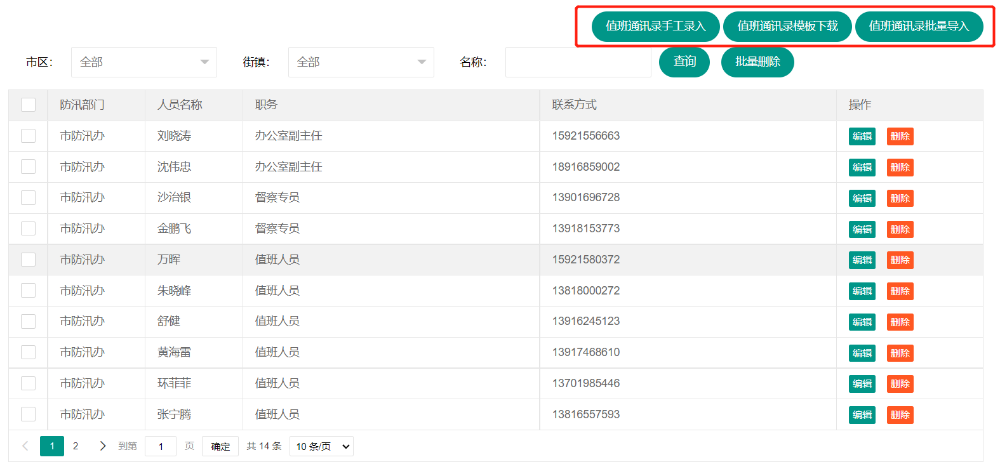 值班通讯录手工录入 值班通讯录模板下载 值班通讯录批量导入
市区： 全部 街镇： 全部 名称： 查询 批量删除
防汛部门 人员名称 职务 联系方式 操作
市防汛办 刘晓涛 办公室副主任 15921556663 编辑 删除
市防汛办 沈伟忠 办公室副主任 18916859002 编辑 删除
市防汛办 沙治银 督察专员 13901696728 编辑 删除
市防汛办 金鹏飞 督察专员 13918153773 编辑 删除
市防汛办 万晖 值班人员 15921580372 编辑 删除
市防汛办 朱晓峰 值班人员 13818000272 编辑 删除
市防汛办 舒健 值班人员 13916245123 编辑 删除
市防汛办 黄海雷 值班人员 13917468610 编辑 删除
市防汛办 环菲菲 值班人员 13701985446 编辑 删除
市防汛办 张宁腾 值班人员 13816557593 编辑 删除
1 2 到第 1 页 确定 共 14 条 10 条/页